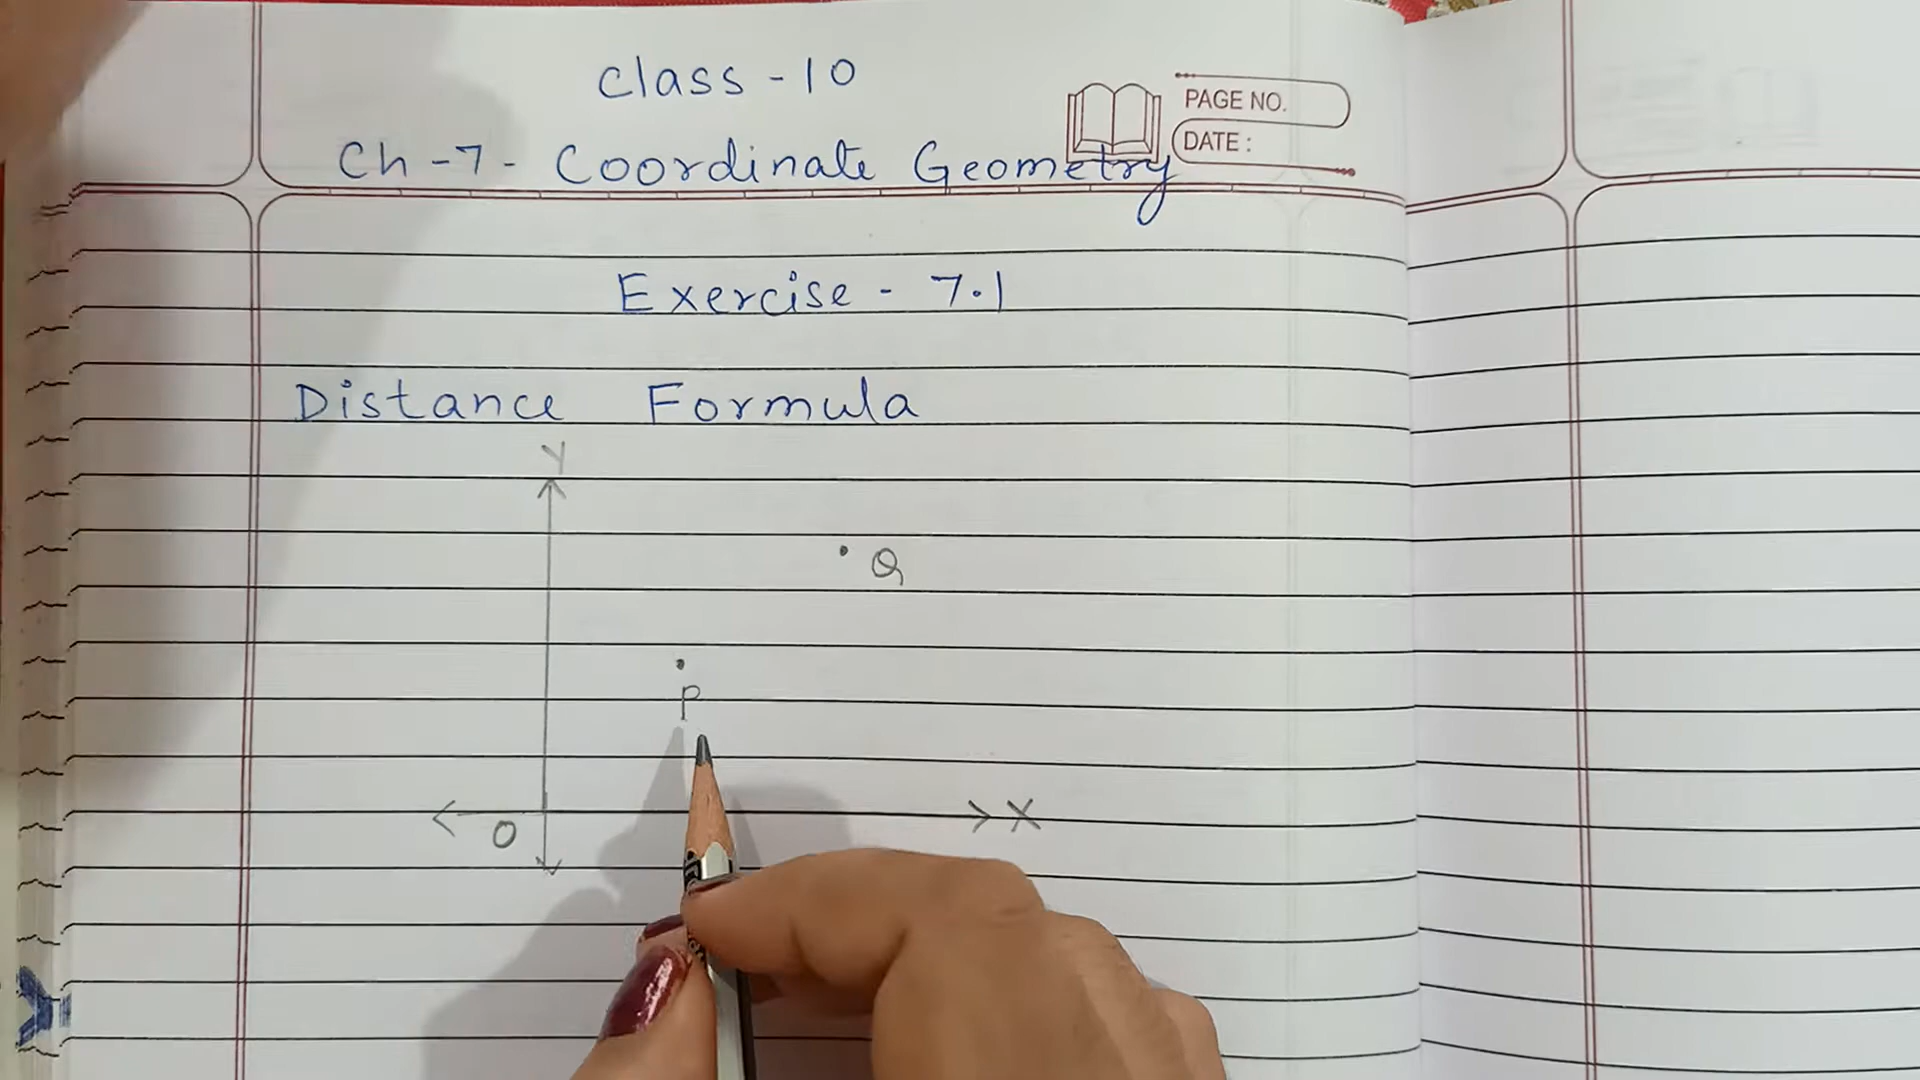 Class - 10
PAGE NO.
DATE :
Ch - 7 - Coordinate Geometry
Exercise - 7.1
Distance Formula
Y
Q
P
O
X